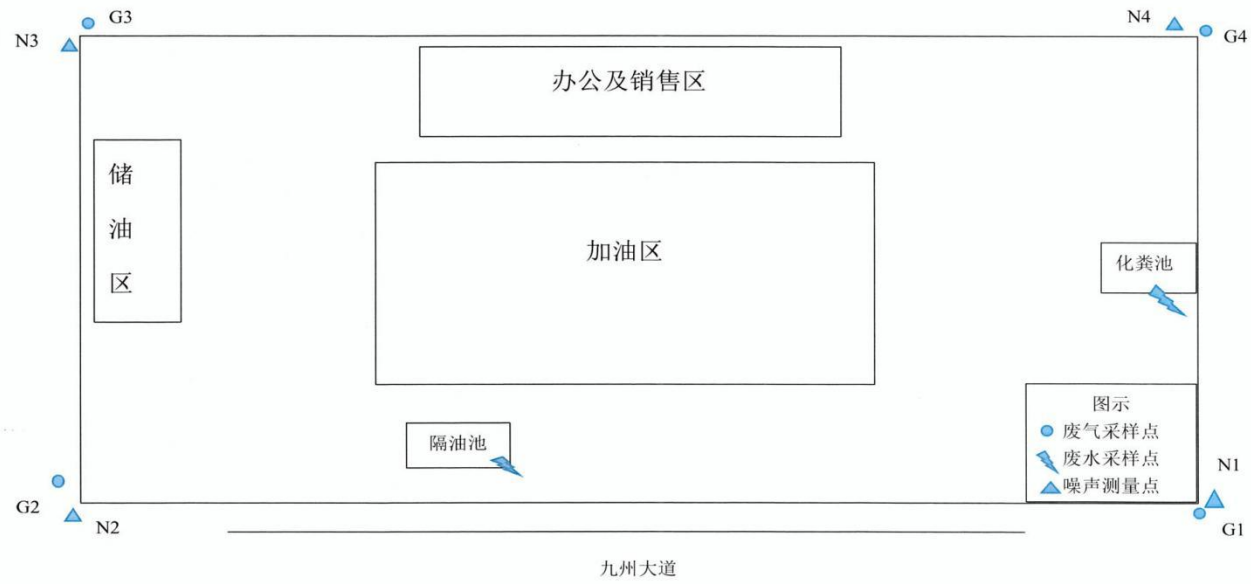 G3
N4
N3
G4
办公及销售区
储
油
区
加油区
化粪池
图示
废气采样点
隔油池
废水采样点
N1
噪声测量点
G2
N2
G1
九州大道